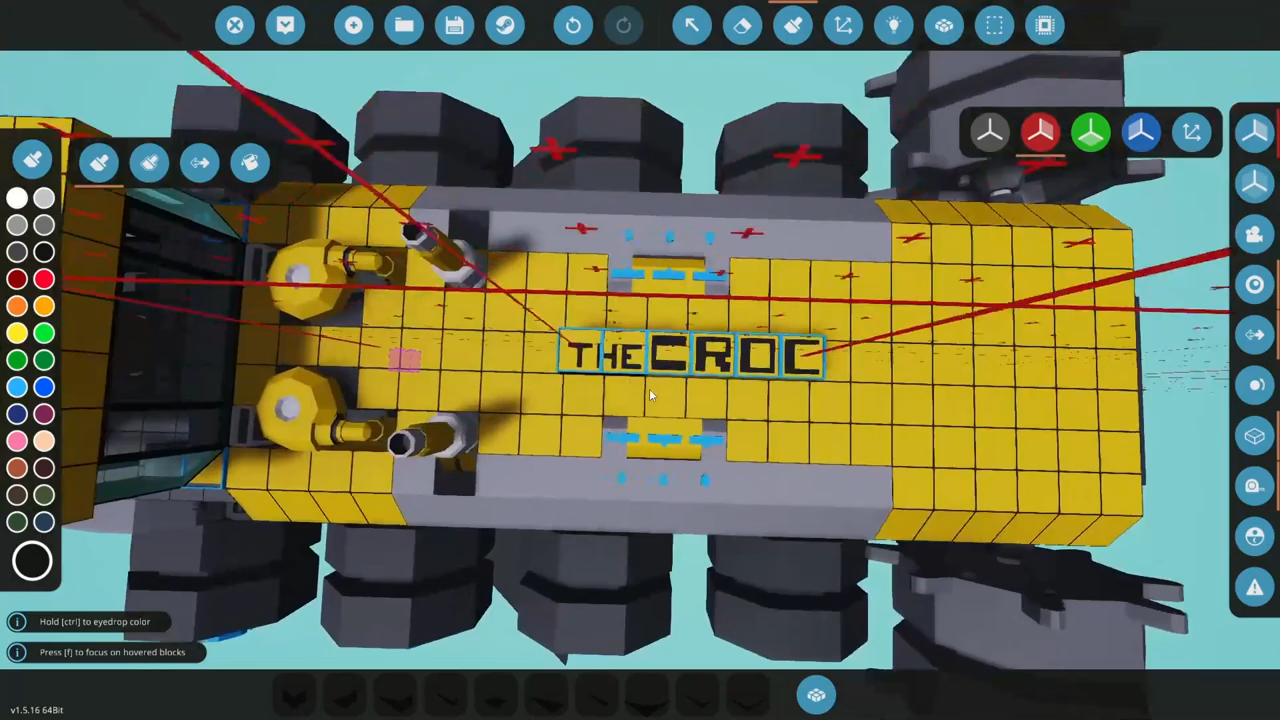 THE CROC
Hold [ctrl] to eyedrop color
Press [f] to focus on hovered blocks
v1.5.16 64Bit